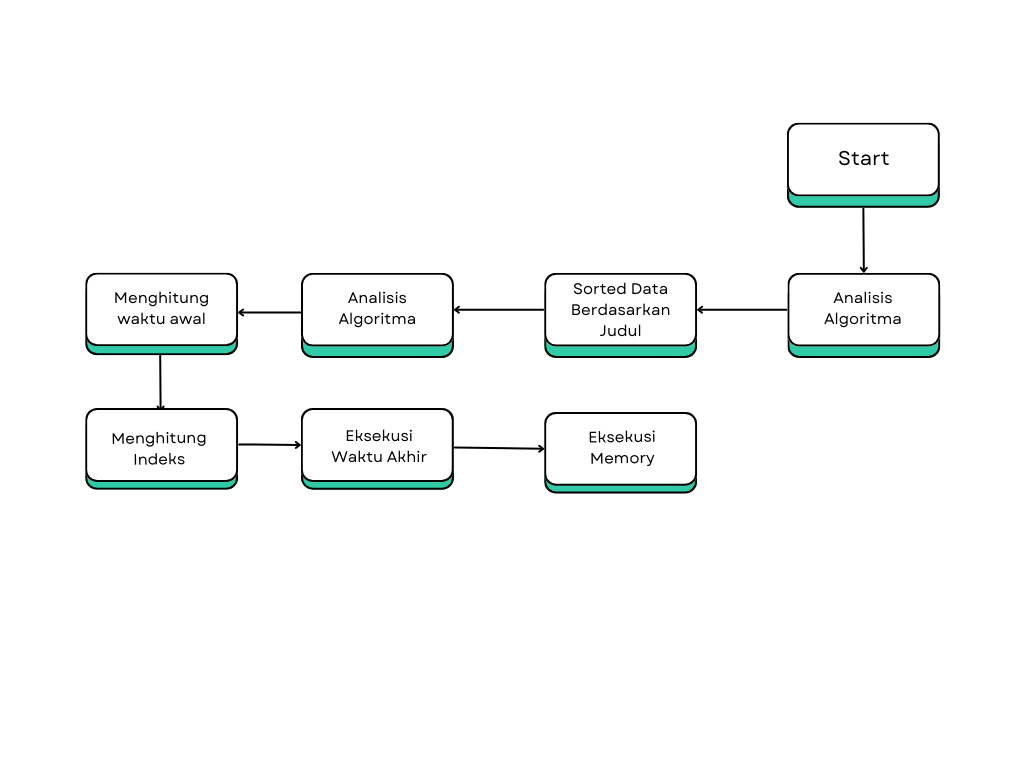 Start
Analisis
Algoritma
Sorted Data
Berdasarkan
Judul
Analisis
Algoritma
Menghitung
waktu awal
Menghitung
Indeks
Eksekusi
Waktu Akhir
Eksekusi
Memory